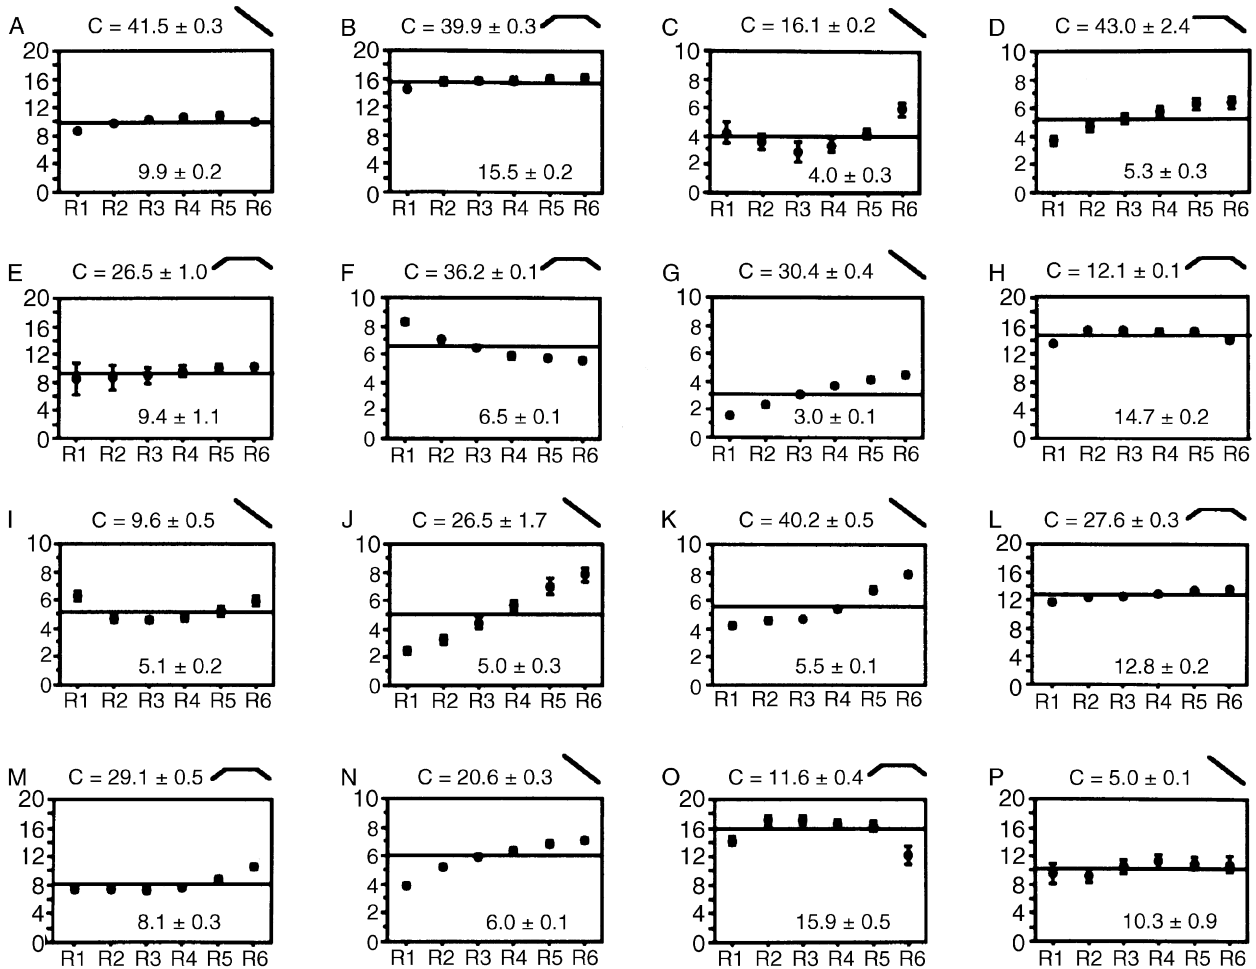 A C = 41.5 ± 0.3
20
16
12
8
4
0
9.9 ± 0.2
R1 R2 R3 R4 R5 R6
B C = 39.9 ± 0.3
20
16
12
8
4
0
15.5 ± 0.2
R1 R2 R3 R4 R5 R6
C C = 16.1 ± 0.2
10
8
6
4
2
0
4.0 ± 0.3
R1 R2 R3 R4 R5 R6
D C = 43.0 ± 2.4
10
8
6
4
2
0
5.3 ± 0.3
R1 R2 R3 R4 R5 R6
E C = 26.5 ± 1.0
20
16
12
8
4
0
9.4 ± 1.1
R1 R2 R3 R4 R5 R6
F C = 36.2 ± 0.1
10
8
6
4
2
0
6.5 ± 0.1
R1 R2 R3 R4 R5 R6
G C = 30.4 ± 0.4
10
8
6
4
2
0
3.0 ± 0.1
R1 R2 R3 R4 R5 R6
H C = 12.1 ± 0.1
20
16
12
8
4
0
14.7 ± 0.2
R1 R2 R3 R4 R5 R6
I C = 9.6 ± 0.5
10
8
6
4
2
0
5.1 ± 0.2
R1 R2 R3 R4 R5 R6
J C = 26.5 ± 1.7
10
8
6
4
2
0
5.0 ± 0.3
R1 R2 R3 R4 R5 R6
K C = 40.2 ± 0.5
10
8
6
4
2
0
5.5 ± 0.1
R1 R2 R3 R4 R5 R6
L C = 27.6 ± 0.3
20
16
12
8
4
0
12.8 ± 0.2
R1 R2 R3 R4 R5 R6
M C = 29.1 ± 0.5
20
16
12
8
4
0
8.1 ± 0.3
R1 R2 R3 R4 R5 R6
N C = 20.6 ± 0.3
10
8
6
4
2
0
6.0 ± 0.1
R1 R2 R3 R4 R5 R6
O C = 11.6 ± 0.4
20
16
12
8
4
0
15.9 ± 0.5
R1 R2 R3 R4 R5 R6
P C = 5.0 ± 0.1
20
16
12
8
4
0
10.3 ± 0.9
R1 R2 R3 R4 R5 R6